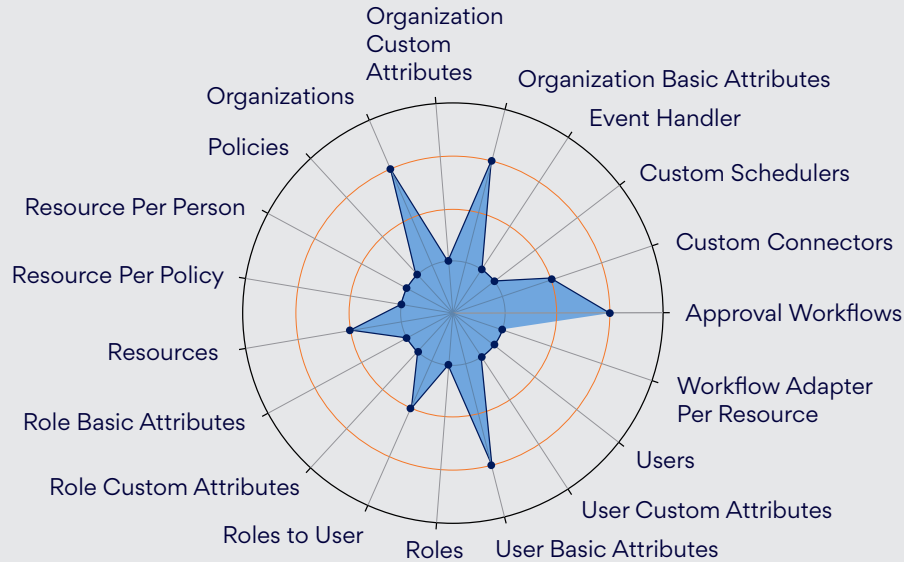 Organization
Custom
Attributes
Organization Basic Attributes
Organizations
Event Handler
Policies
Custom Schedulers
Resource Per Person
Custom Connectors
Resource Per Policy
Approval Workflows
Resources
Workflow Adapter
Per Resource
Role Basic Attributes
Users
Role Custom Attributes
User Custom Attributes
Roles to User
Roles
User Basic Attributes